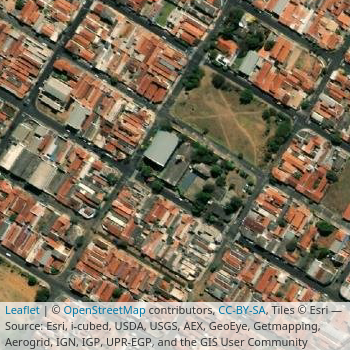 Leaflet | © OpenStreetMap contributors, CC-BY-SA, Tiles © Esri —
Source: Esri, i-cubed, USDA, USGS, AEX, GeoEye, Getmapping,
Aerogrid, IGN, IGP, UPR-EGP, and the GIS User Community